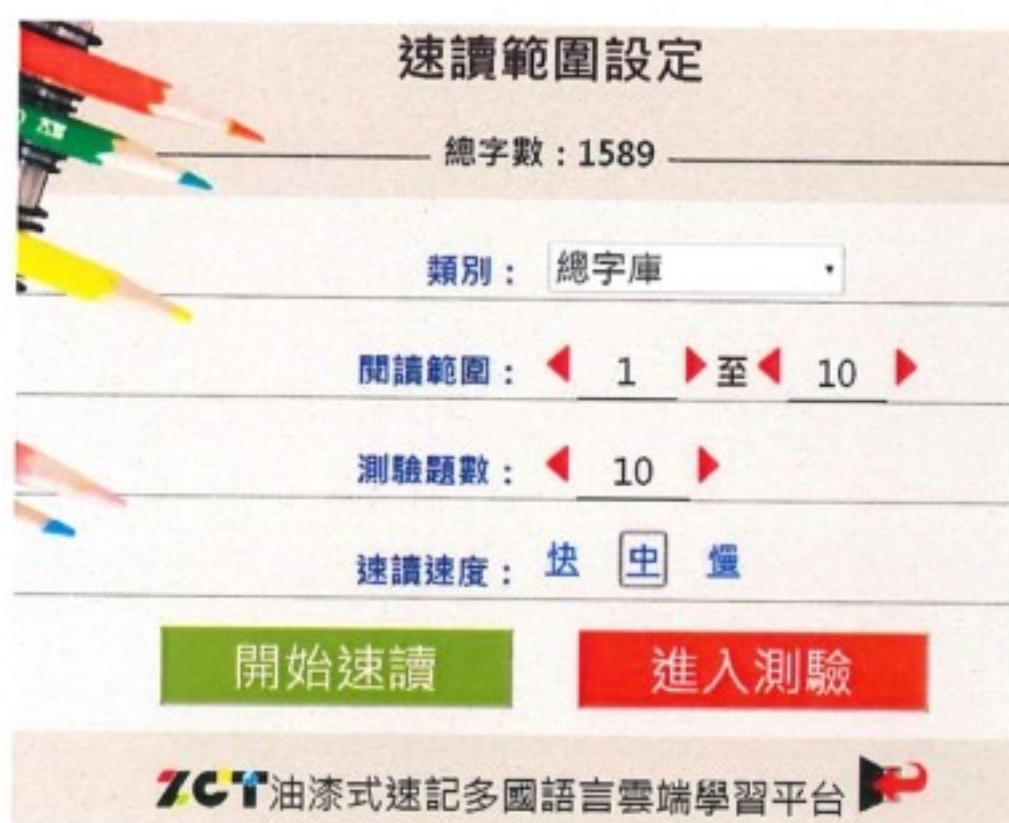 速讀範圍設定
總字數：1589
類別： 總字庫
閱讀範圍： 1 至 10
測驗題數： 10
速讀速度： 快 中 慢
開始速讀 進入測驗
ZCT油漆式速記多國語言雲端學習平台